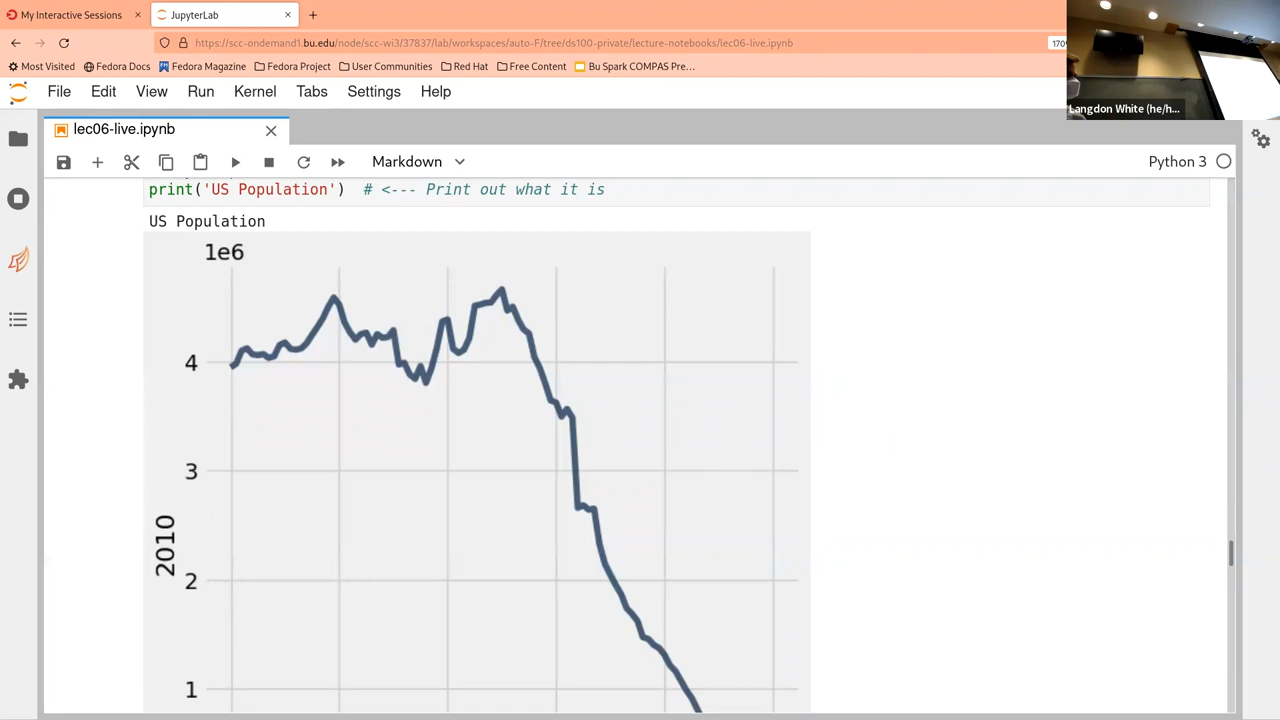 My Interactive Sessions
JupyterLab
https://scc-ondemand1.bu.edu/node/scc-wi3/37837/lab/workspaces/auto-F/tree/ds100-private/lecture-notebooks/lec06-live.ipynb
170
Most Visited
Fedora Docs
Fedora Magazine
Fedora Project
User Communities
Red Hat
Free Content
Bu Spark COMPAS Pre...
Langdon White (he/h...
File Edit View Run Kernel Tabs Settings Help
lec06-live.ipynb
Markdown
Python 3
print('US Population')  # <--- Print out what it is
US Population
1e6
4
3
2010
2
1